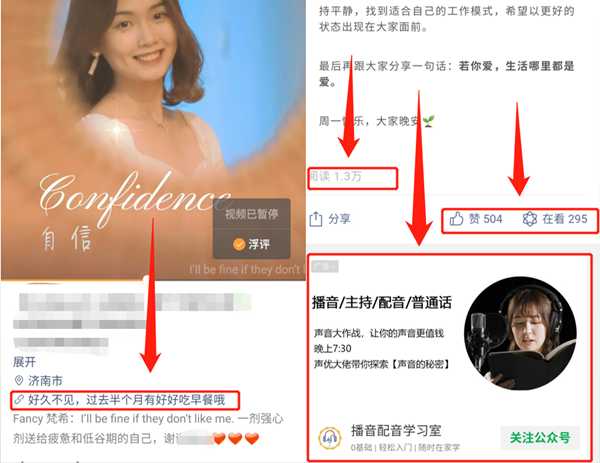 Confidence
自信
视频已暂停
浮评
I'll be fine if they don't l
展开
济南市
好久不见，过去半个月有好好吃早餐哦
Fancy 梵希：I'll be fine if they don't like me. 一剂强心
剂送给疲惫和低谷期的自己，谢
持平静，找到适合自己的工作模式，希望以更好的
状态出现在大家面前。
最后再跟大家分享一句话：若你爱，生活哪里都是
爱。
周一 乐，大家晚安
阅读 1.3万
分享
赞 504
在看 295
广告
播音/主持/配音/普通话
声音大作战，让你的声音更值钱
晚上7:30
声优大佬带你探索【声音的秘密】
播音配音学习室
0基础 | 轻松入门 | 随时在家学
关注公众号